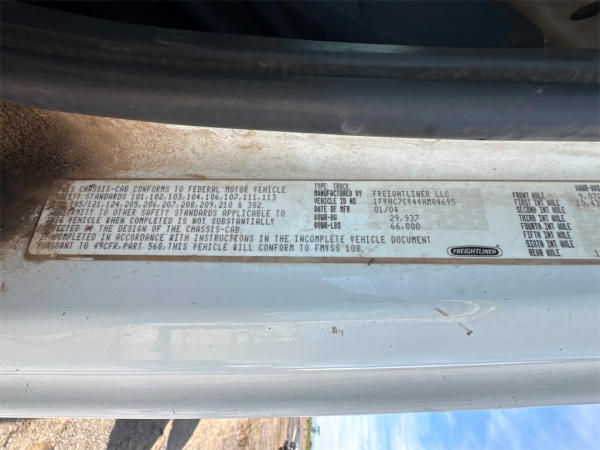 CHASSIS-CAB CONFORMS TO FEDERAL MOTOR VEHICLE
STANDARDS 101,102,103,104,106,107,111,113
121,124,205,206,207,208,209,210 & 302.
TO OTHER SAFETY STANDARDS APPLICABLE TO
VEHICLE WHEN COMPLETED IS NOT SUBSTANTIALLY
BY THE DESIGN OF THE CHASSIS-CAB.
COMPLETED IN ACCORDANCE WITH INSTRUCTIONS IN THE INCOMPLETE VEHICLE DOCUMENT
PURSUANT TO 49CFR,PART 568,THIS VEHICLE WILL CONFORM TO FMVSS 108.
TYPE: TRUCK
MANUFACTURED BY FREIGHTLINER LLC
VEHICLE ID NO
DATE OF MFR 01/04
GVWR-KG 29,937
GVWR-LBS 66,000
FREIGHTLINER
FRONT AXLE
FIRST INT AXLE
SECOND INT AXLE
THIRD INT AXLE
FOURTH INT AXLE
FIFTH INT AXLE
SIXTH INT AXLE
REAR AXLE